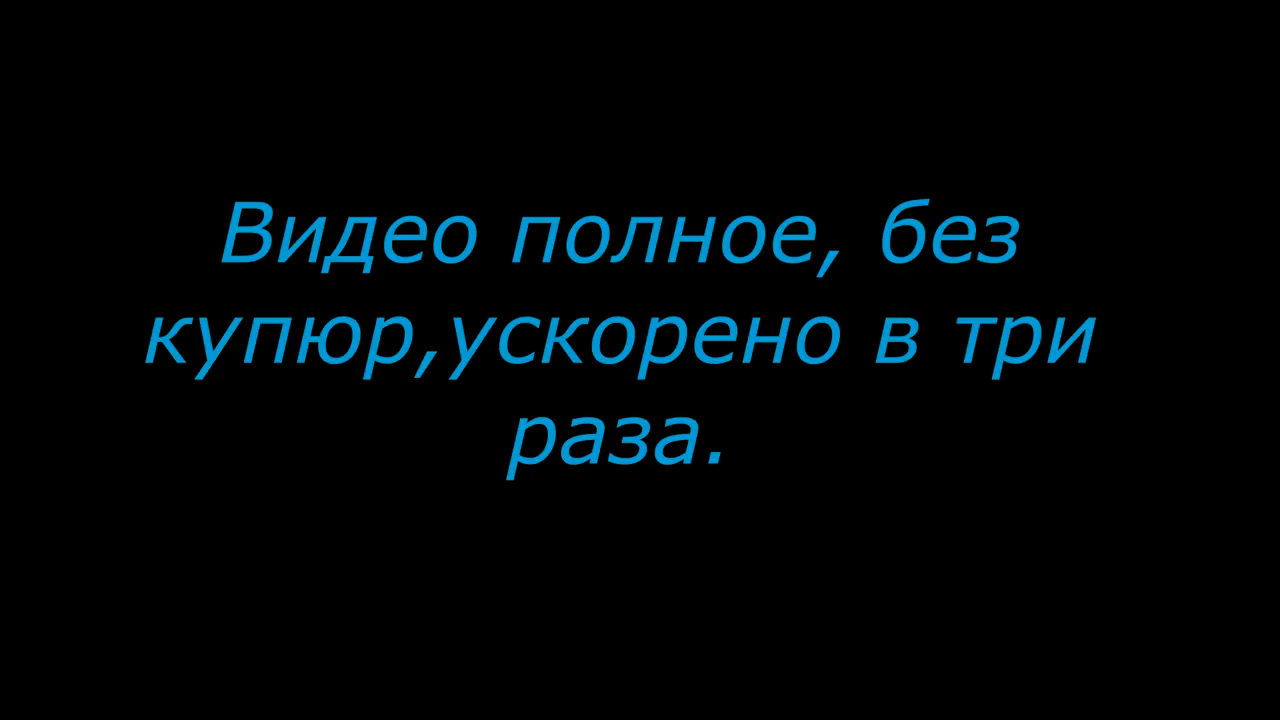 Видео полное, без
купюр,ускорено в три
раза.